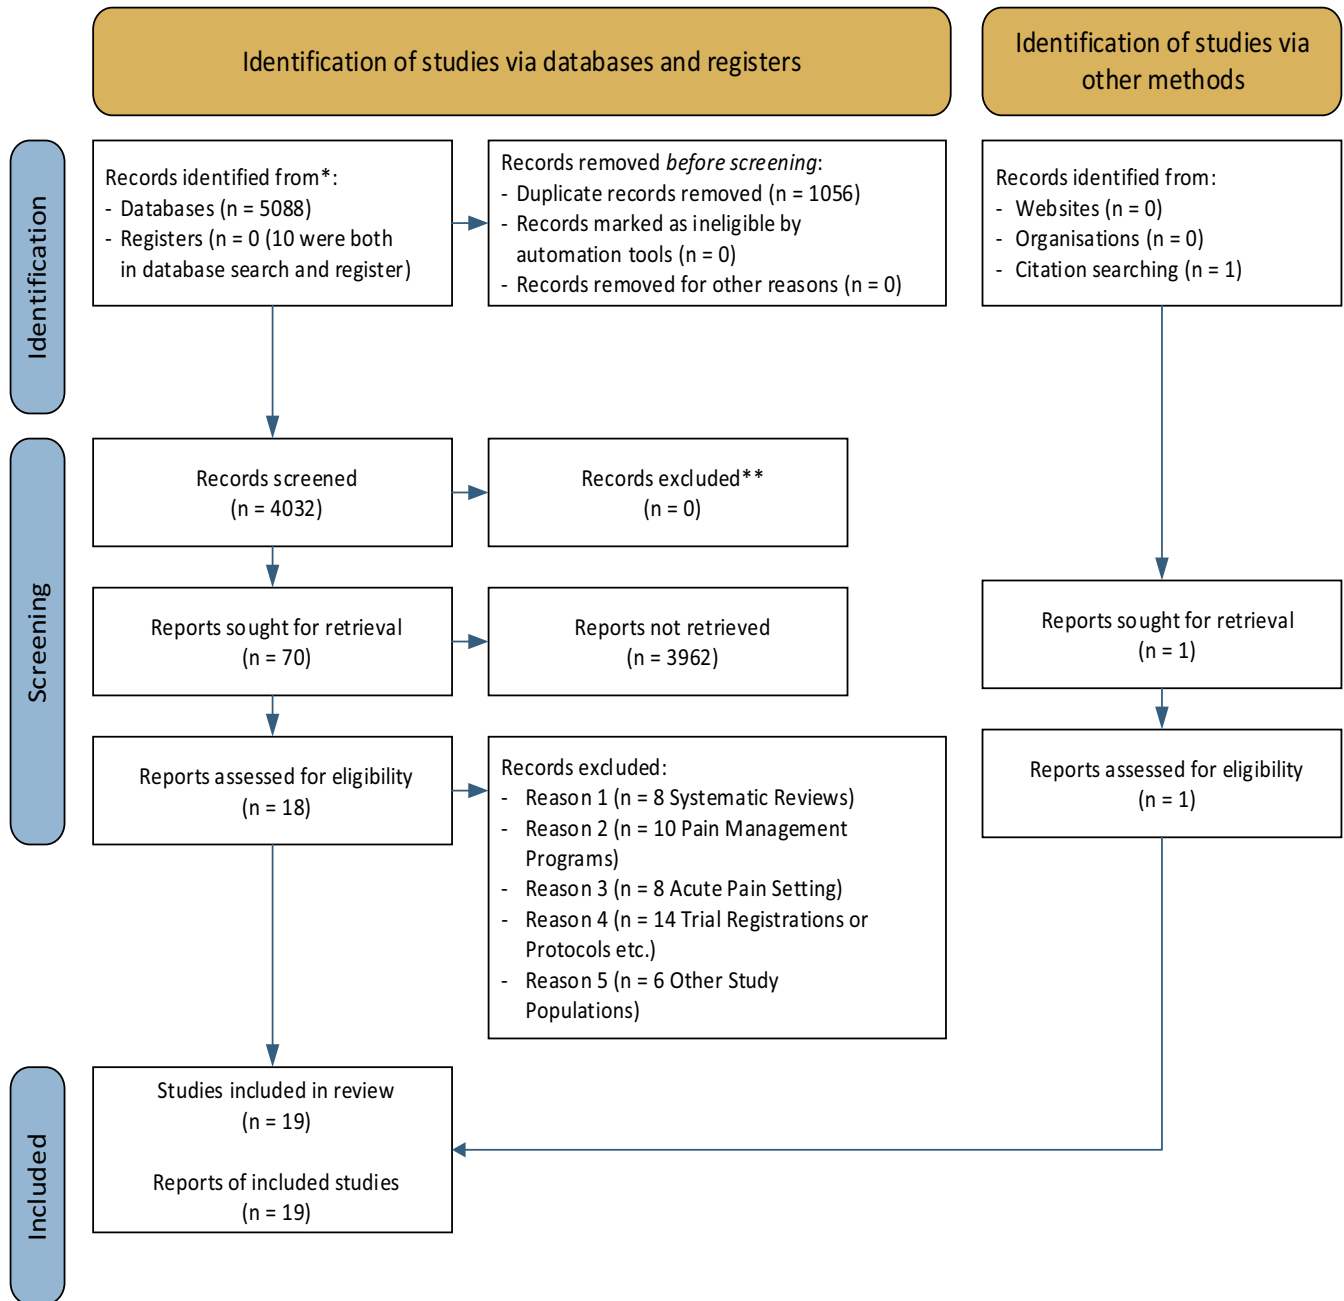 Identification of studies via databases and registers
Identification of studies via
other methods
Identification
Records identified from*:
- Databases (n = 5088)
- Registers (n = 0 (10 were both
in database search and register)
Records removed before screening:
- Duplicate records removed (n = 1056)
- Records marked as ineligible by
automation tools (n = 0)
- Records removed for other reasons (n = 0)
Records identified from:
- Websites (n = 0)
- Organisations (n = 0)
- Citation searching (n = 1)
Screening
Records screened
(n = 4032)
Records excluded**
(n = 0)
Reports sought for retrieval
(n = 70)
Reports not retrieved
(n = 3962)
Reports sought for retrieval
(n = 1)
Reports assessed for eligibility
(n = 18)
Records excluded:
- Reason 1 (n = 8 Systematic Reviews)
- Reason 2 (n = 10 Pain Management
Programs)
- Reason 3 (n = 8 Acute Pain Setting)
- Reason 4 (n = 14 Trial Registrations or
Protocols etc.)
- Reason 5 (n = 6 Other Study
Populations)
Reports assessed for eligibility
(n = 1)
Included
Studies included in review
(n = 19)
Reports of included studies
(n = 19)